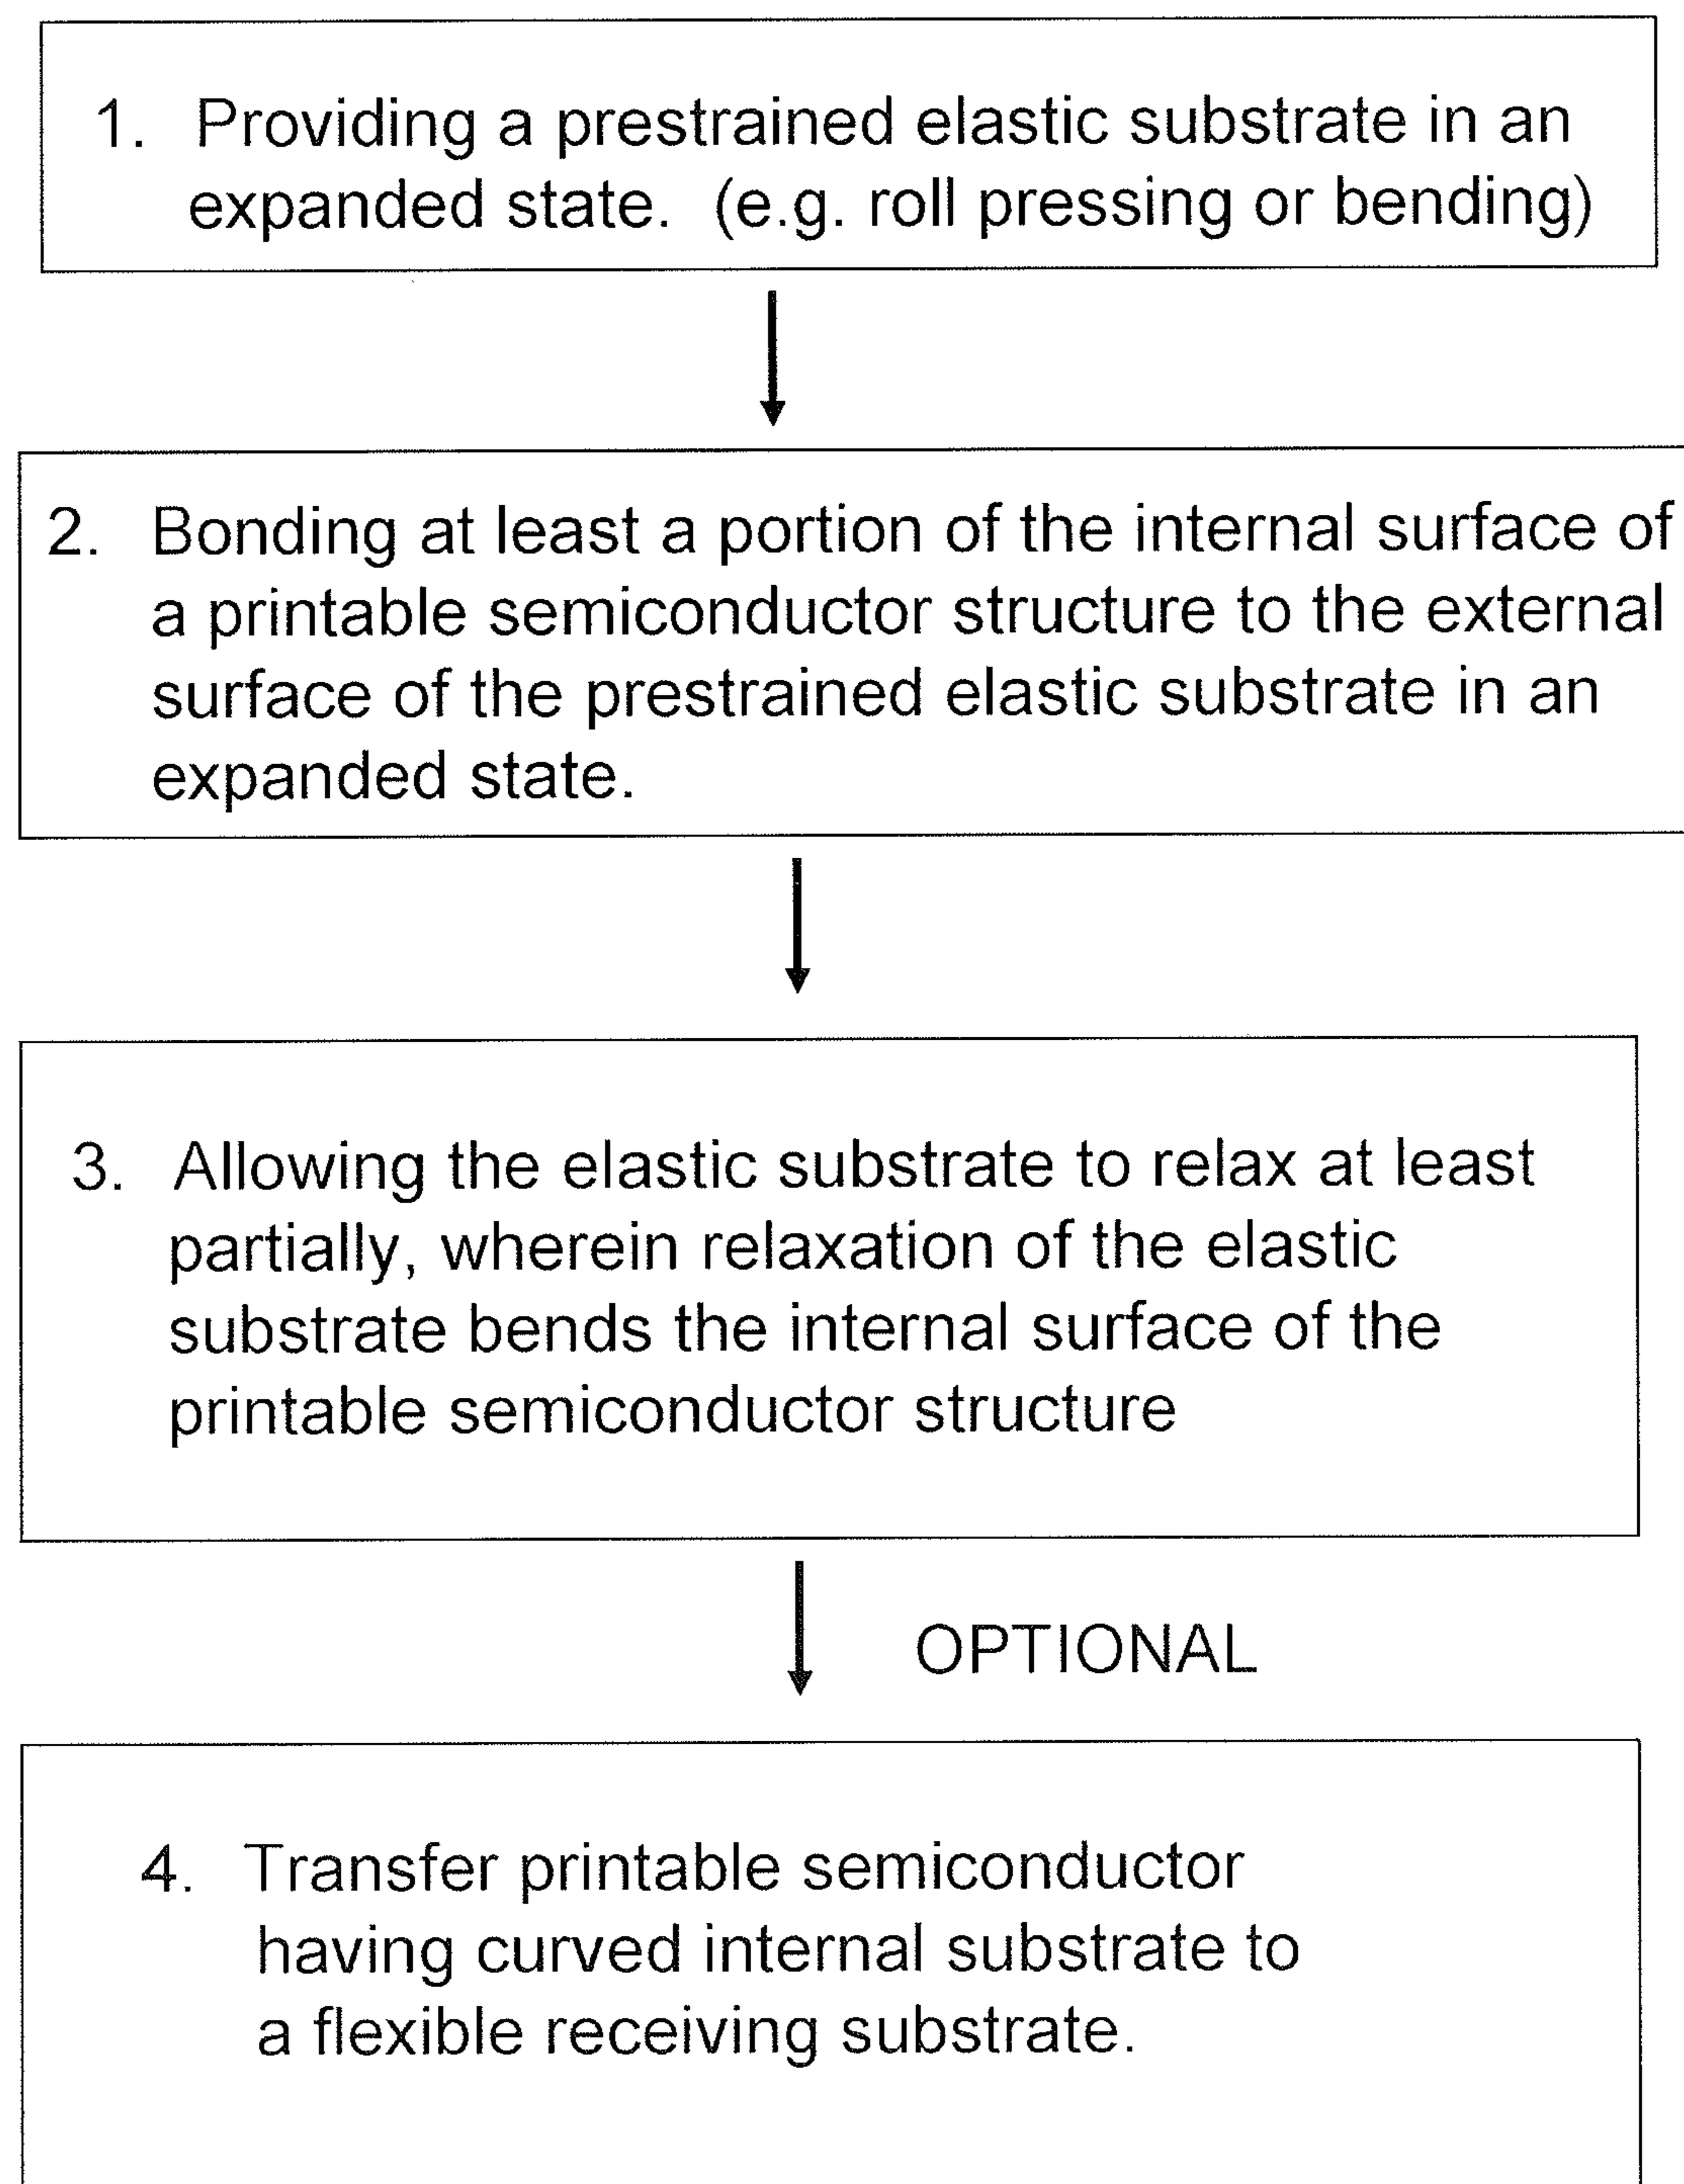 1. Providing a prestrained elastic substrate in an
expanded state. (e.g. roll pressing or bending)
2. Bonding at least a portion of the internal surface of
a printable semiconductor structure to the external
surface of the prestrained elastic substrate in an
expanded state.
3. Allowing the elastic substrate to relax at least
partially, wherein relaxation of the elastic
substrate bends the internal surface of the
printable semiconductor structure
OPTIONAL
4. Transfer printable semiconductor
having curved internal substrate to
a flexible receiving substrate.